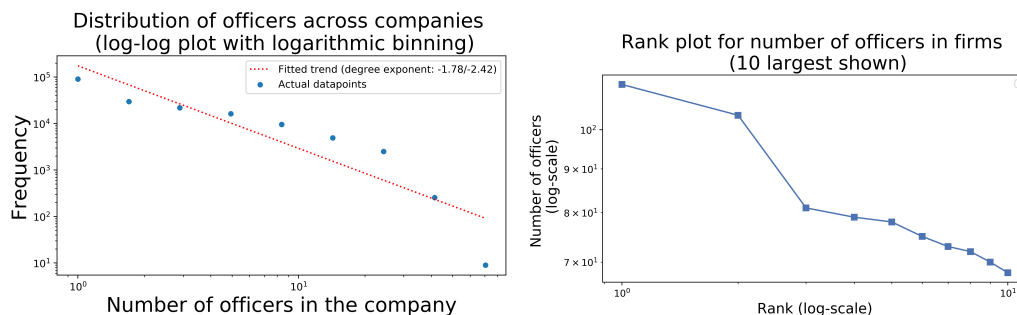 Distribution of officers across companies
(log-log plot with logarithmic binning)
Fitted trend (degree exponent: -1.78/-2.42)
Actual datapoints
Frequency
10⁵
10⁴
10³
10²
10¹
10⁰
10¹
Number of officers in the company
Rank plot for number of officers in firms
(10 largest shown)
Number of officers
(log-scale)
10²
9 × 10¹
8 × 10¹
7 × 10¹
10⁰
10¹
Rank (log-scale)